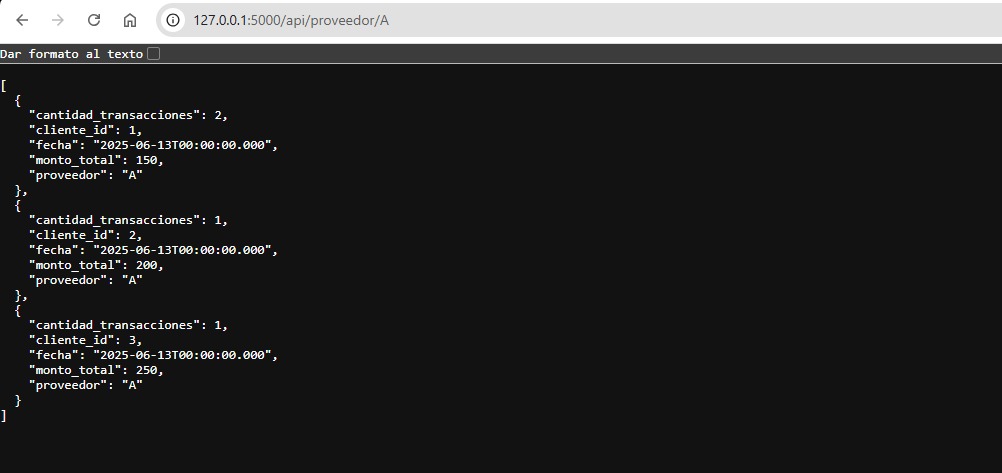 127.0.0.1:5000/api/proveedor/A
Dar formato al texto
[
  {
    "cantidad_transacciones": 2,
    "cliente_id": 1,
    "fecha": "2025-06-13T00:00:00.000",
    "monto_total": 150,
    "proveedor": "A"
  },
  {
    "cantidad_transacciones": 1,
    "cliente_id": 2,
    "fecha": "2025-06-13T00:00:00.000",
    "monto_total": 200,
    "proveedor": "A"
  },
  {
    "cantidad_transacciones": 1,
    "cliente_id": 3,
    "fecha": "2025-06-13T00:00:00.000",
    "monto_total": 250,
    "proveedor": "A"
  }
]